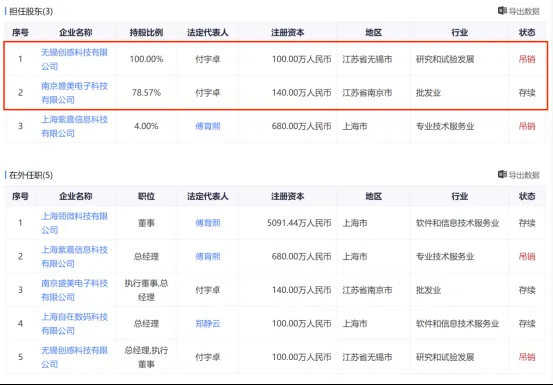 担任股东(3) 导出数据
序号 企业名称 持股比例 法定代表人 注册资本 地区 行业 状态
1 无锡创感科技有限公司 100.00% 付宇卓 100.00万人民币 江苏省无锡市 研究和试验发展 吊销
2 南京盛美电子科技有限公司 78.57% 付宇卓 140.00万人民币 江苏省南京市 批发业 存续
3 上海紫晨信息科技有限公司 4.00% 傅育熙 680.00万人民币 上海市 专业技术服务业 吊销
在外任职(5) 导出数据
序号 企业名称 职位 法定代表人 注册资本 地区 行业 状态
1 上海领微科技有限公司 董事 傅育熙 5091.44万人民币 上海市 软件和信息技术服务业 存续
2 上海紫晨信息科技有限公司 总经理 傅育熙 680.00万人民币 上海市 专业技术服务业 吊销
3 南京盛美电子科技有限公司 执行董事,总经理 付宇卓 140.00万人民币 江苏省南京市 批发业 存续
4 上海自在数码科技有限公司 总经理 郑静云 100.00万人民币 上海市 软件和信息技术服务业 存续
5 无锡创感科技有限公司 总经理,执行董事 付宇卓 100.00万人民币 江苏省无锡市 研究和试验发展 吊销